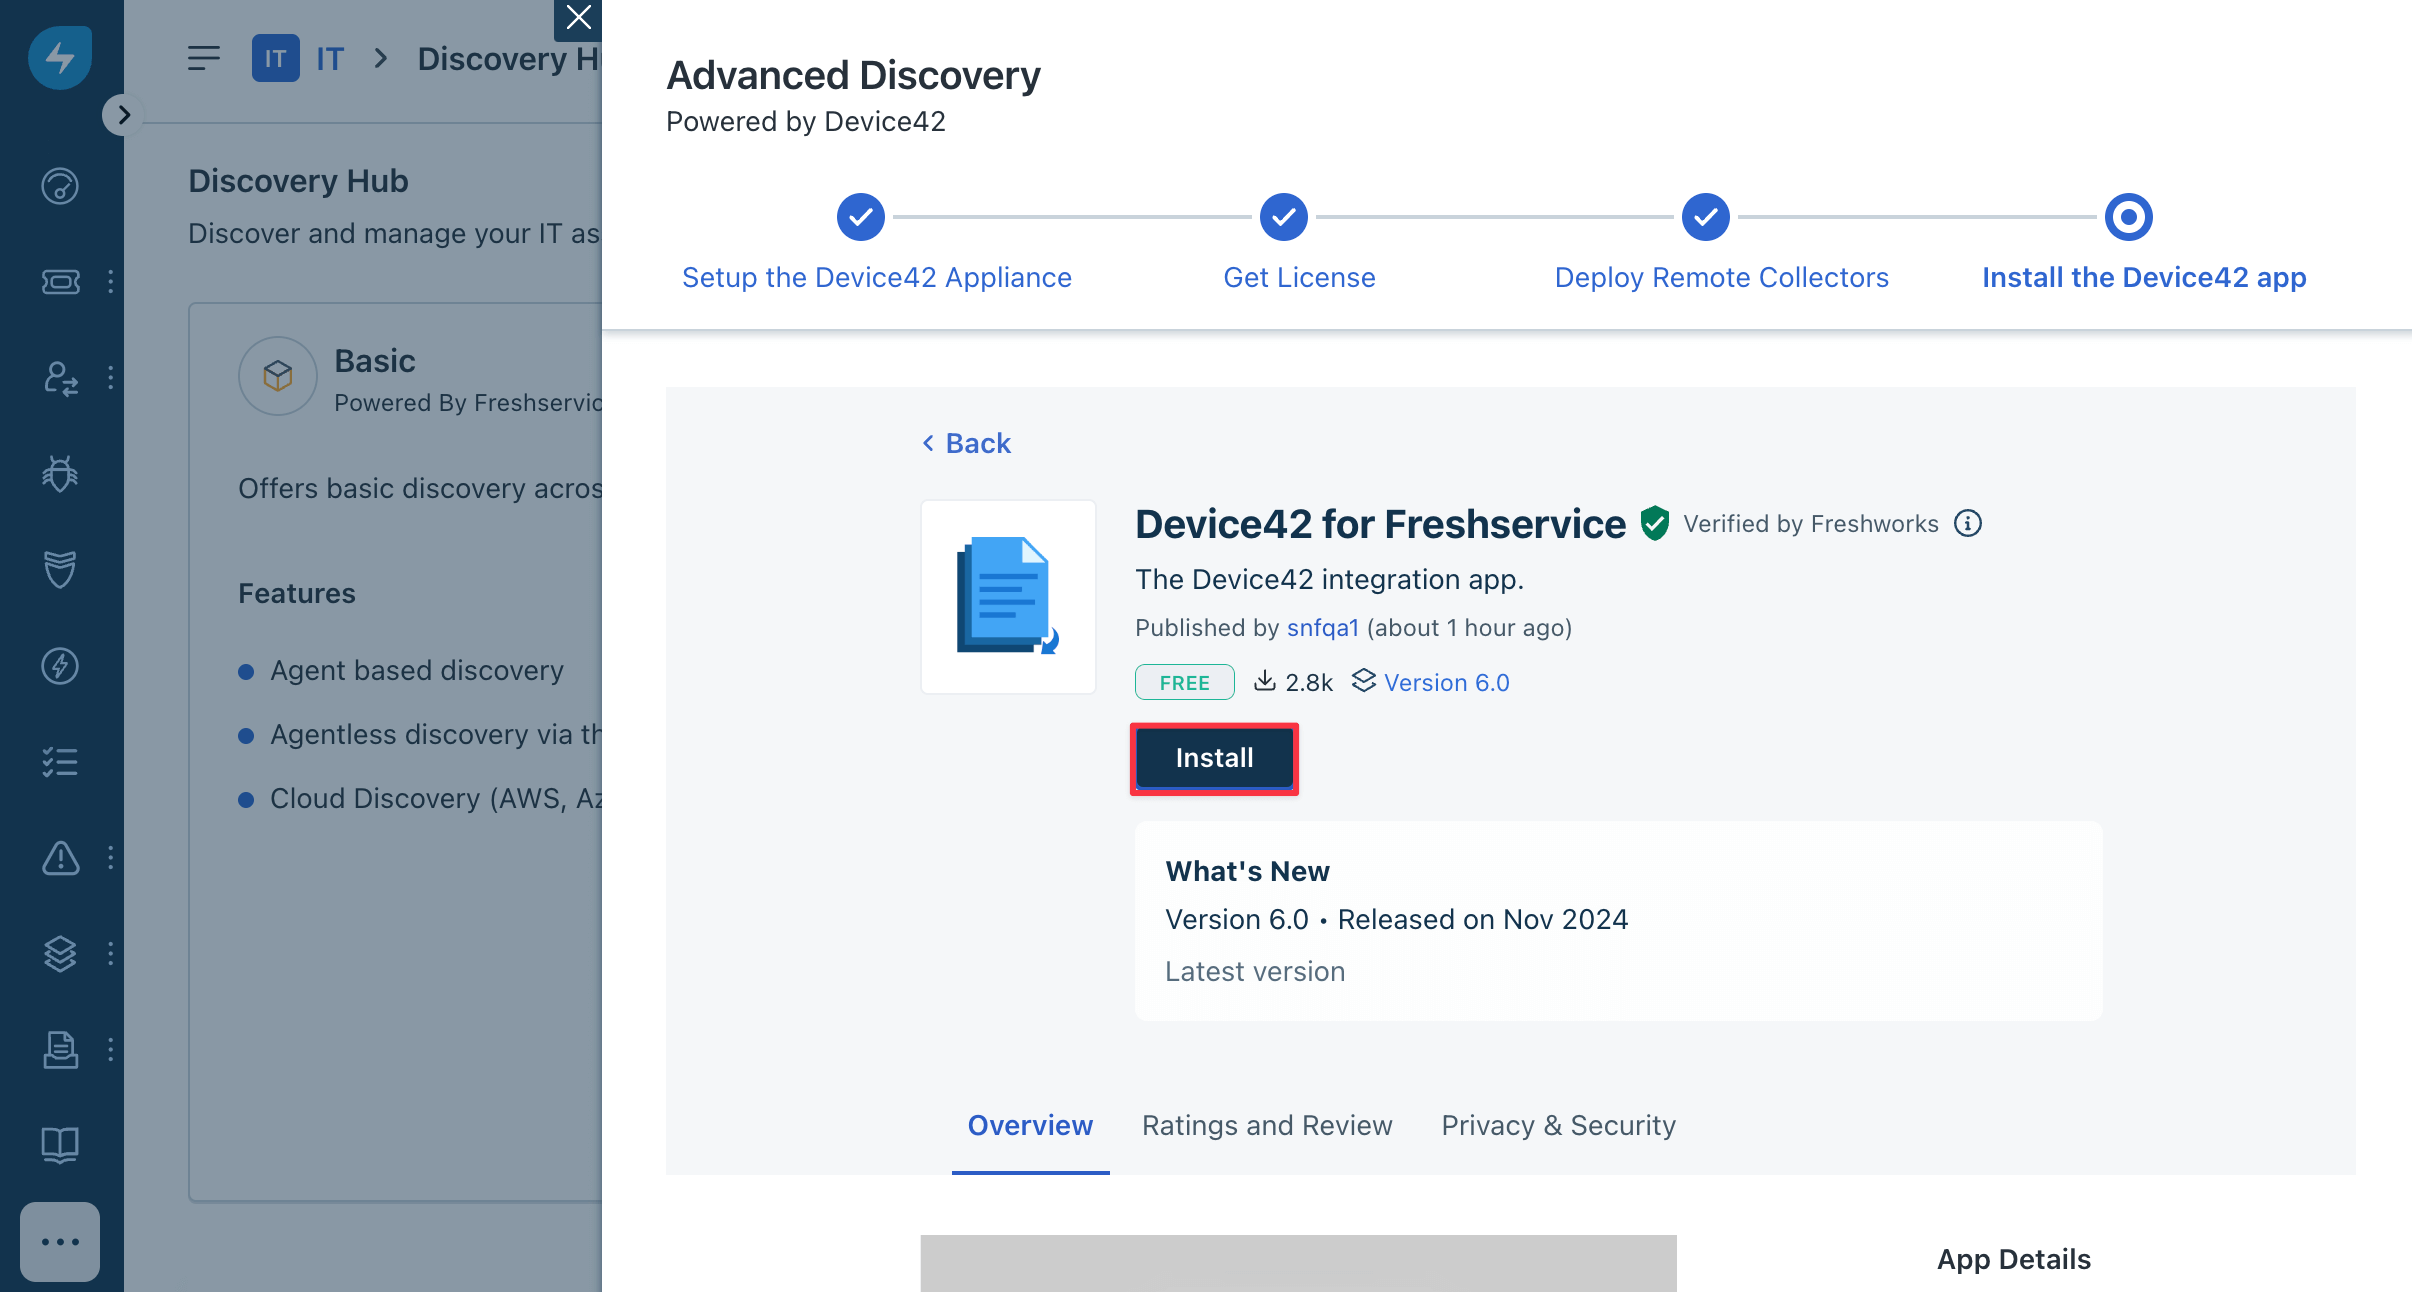 IT IT > Discovery H
Discovery Hub
Discover and manage your IT as
Basic
Powered By Freshservic
Offers basic discovery acros
Features
Agent based discovery
Agentless discovery via th
Cloud Discovery (AWS, Az
Advanced Discovery
Powered by Device42
Setup the Device42 Appliance
Get License
Deploy Remote Collectors
Install the Device42 app
Back
Device42 for Freshservice Verified by Freshworks
The Device42 integration app.
Published by snfqa1 (about 1 hour ago)
FREE 2.8k Version 6.0
Install
What's New
Version 6.0 • Released on Nov 2024
Latest version
Overview Ratings and Review Privacy & Security
App Details